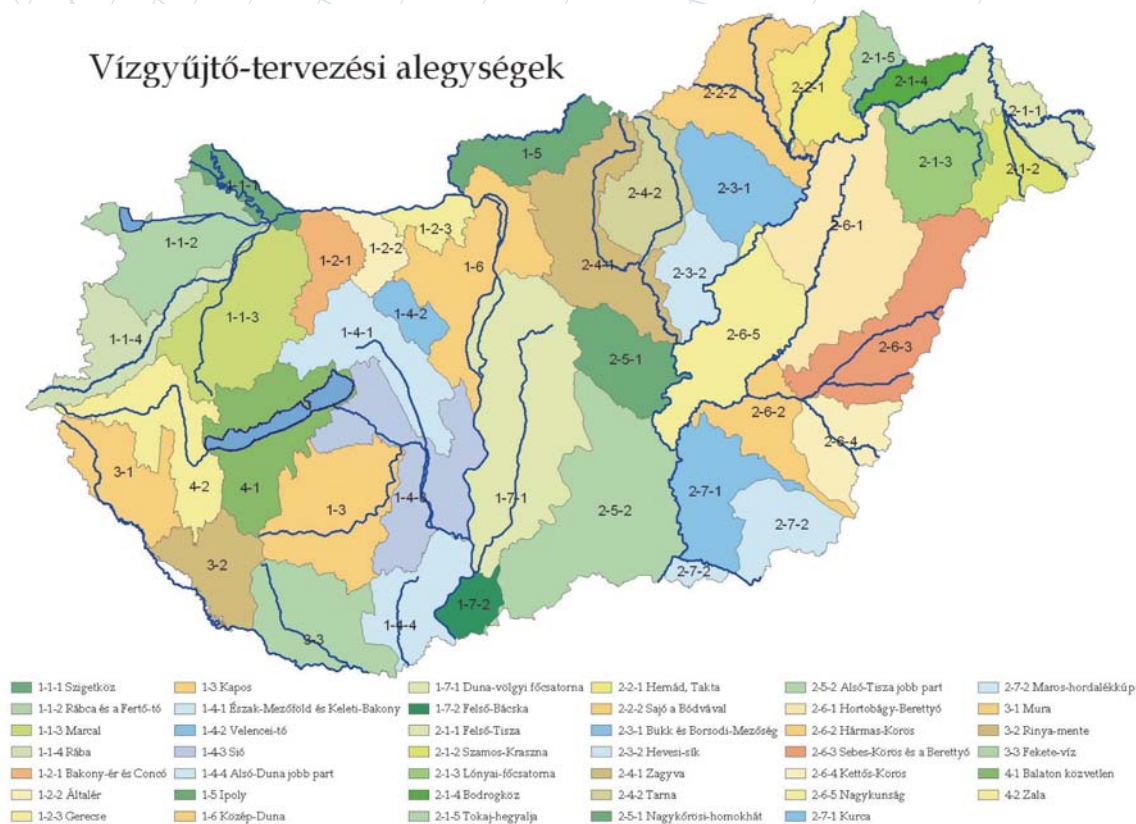 Vízgyűjtő-tervezési alegységek
2-1-5
2-1-4
2-2-1
2-2-2
2-1-1
1-5
2-1-3
2-1-2
2-3-1
2-4-2
1-1-1
1-1-2
1-2-3
1-2-2
1-2-1
1-6
2-4-1
2-6-1
2-3-2
1-1-3
1-4-2
1-4-1
1-1-4
2-6-5
2-5-1
2-6-3
2-6-2
2-6-4
3-1
4-2
4-1
1-3
1-4-3
1-7-1
2-5-2
2-7-1
2-7-2
3-2
2-7-2
1-7-2
1-4-4
3-3
1-1-1 Szigetköz
1-1-2 Rábca és a Fertő-tó
1-1-3 Marcal
1-1-4 Rába
1-2-1 Bakony-ér és Concó
1-2-2 Általér
1-2-3 Gerecse
1-3 Kapos
1-4-1 Észak-Mezőföld és Keleti-Bakony
1-4-2 Velencei-tó
1-4-3 Sió
1-4-4 Alsó-Duna jobb part
1-5 Ipoly
1-6 Közép-Duna
1-7-1 Duna-völgyi főcsatorna
1-7-2 Felső-Bácska
2-1-1 Felső-Tisza
2-1-2 Szamos-Kraszna
2-1-3 Lónyai-főcsatorna
2-1-4 Bodrogköz
2-1-5 Tokaj-hegyalja
2-2-1 Hernád, Takta
2-2-2 Sajó a Bódvával
2-3-1 Bukk és Borsodi-Mezőség
2-3-2 Hevesi-sík
2-4-1 Zagyva
2-4-2 Tarna
2-5-1 Nagykőrösi-homokhát
2-5-2 Alsó-Tisza jobb part
2-6-1 Hortobágy-Berettyó
2-6-2 Hármas-Körös
2-6-3 Sebes-Körös és a Berettyó
2-6-4 Kettős-Körös
2-6-5 Nagykunság
2-7-1 Kurca
2-7-2 Maros-hordalékkúp
3-1 Mura
3-2 Rinya-mente
3-3 Fekete-víz
4-1 Balaton közvetlen
4-2 Zala